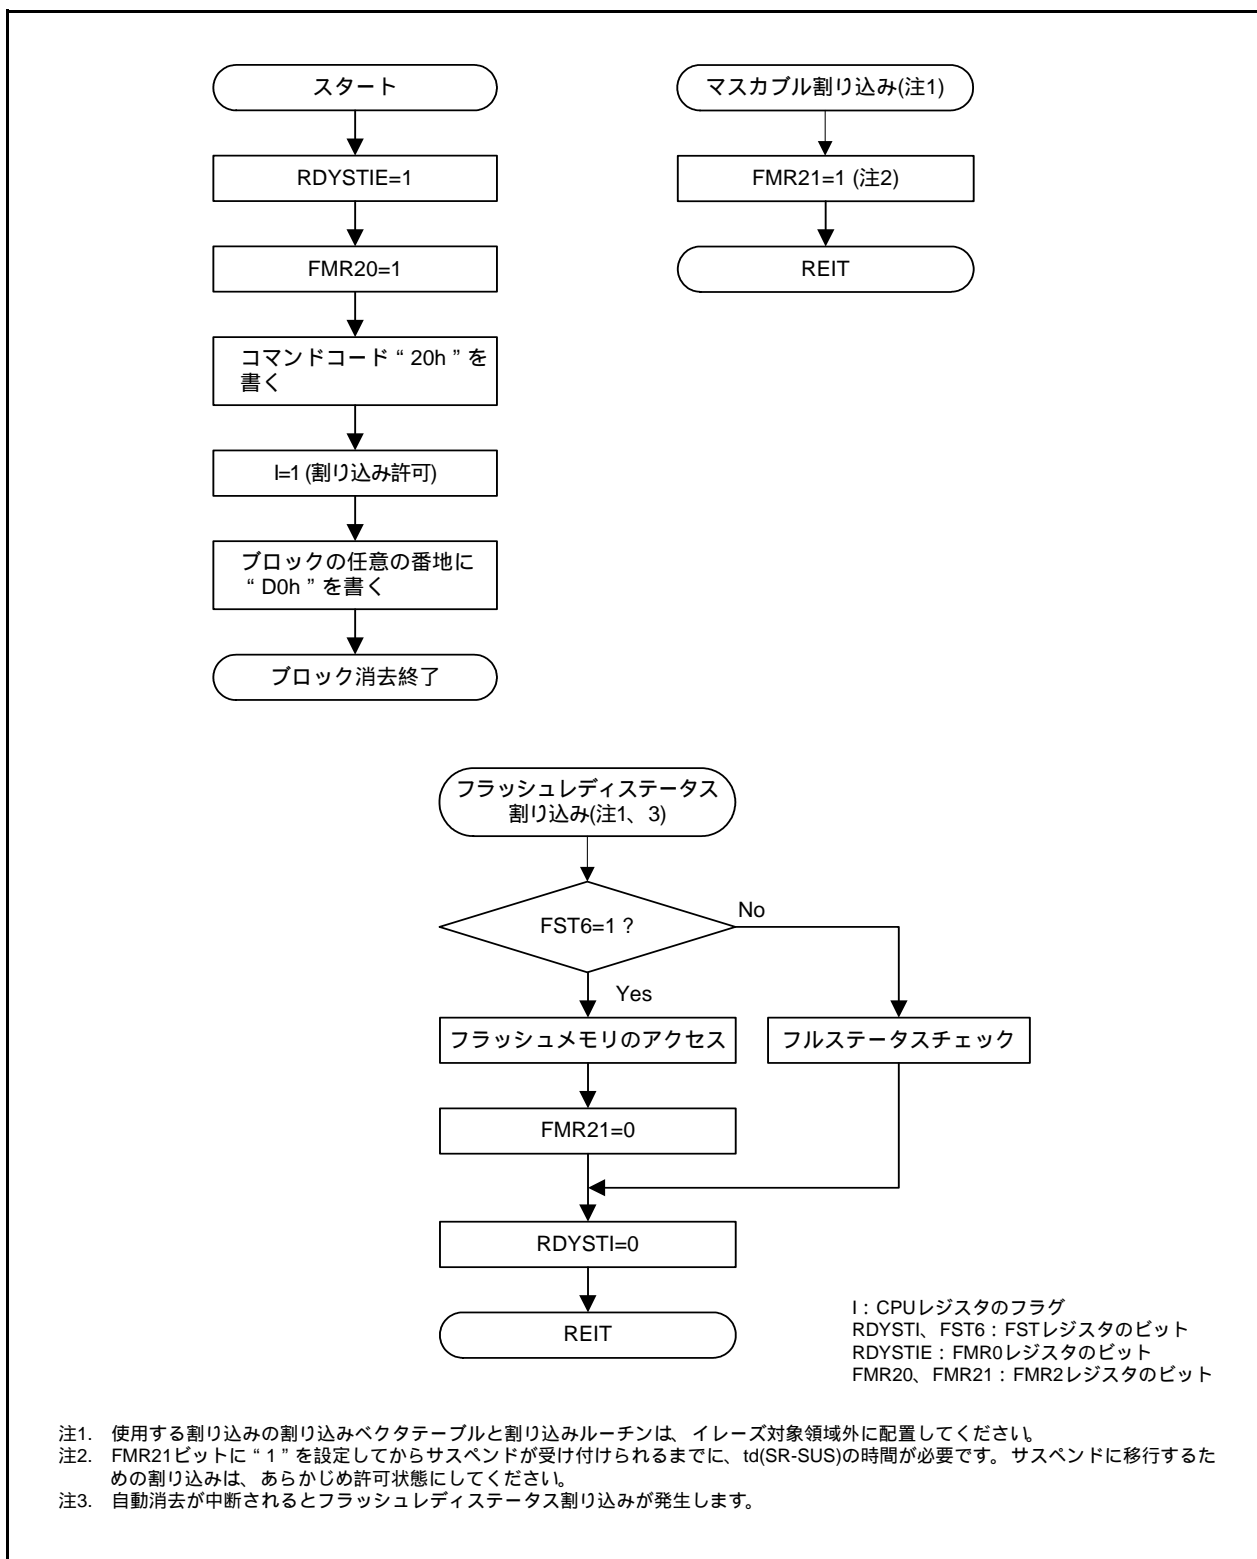 スタート
RDYSTIE=1
FMR20=1
コマンドコード“20h”を
書く
I=1 (割り込み許可)
ブロックの任意の番地に
“D0h”を書く
ブロック消去終了
マスカブル割り込み(注1)
FMR21=1 (注2)
REIT
フラッシュレディステータス
割り込み(注1、3)
FST6=1 ?
No
Yes
フラッシュメモリのアクセス
フルステータスチェック
FMR21=0
RDYSTI=0
REIT
I : CPUレジスタのフラグ
RDYSTI、FST6 : FSTレジスタのビット
RDYSTIE : FMR0レジスタのビット
FMR20、FMR21 : FMR2レジスタのビット
注1. 使用する割り込みの割り込みベクタテーブルと割り込みルーチンは、イレーズ対象領域外に配置してください。
注2. FMR21ビットに“1”を設定してからサスペンドが受け付けられるまでに、td(SR-SUS)の時間が必要です。サスペンドに移行するた
めの割り込みは、あらかじめ許可状態にしてください。
注3. 自動消去が中断されるとフラッシュレディステータス割り込みが発生します。